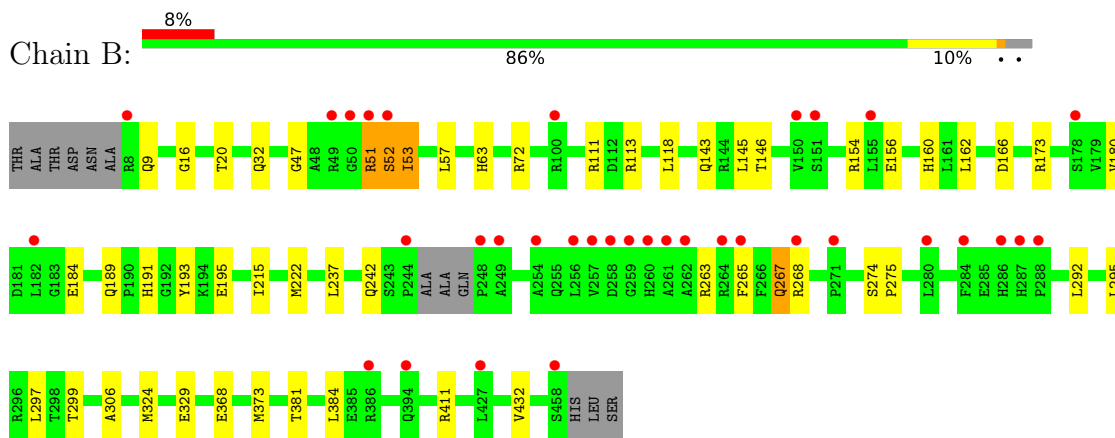 8%
Chain B:
86% 10% • •
THR ALA THR ASP ASN ALA R8 Q9 G16 T20 Q32 G47 A48 R49 G50 R51 S52 I53 L57 H63 R72 R100 R111 D112 R113 L118 Q143 R144 L145 T146 V150 S151 R154 L155 E156 H160 L161 L162 D166 R173 S178 V179 V180
D181 L182 G183 E184 Q189 P190 H191 G192 Y193 K194 E195 I215 M222 L237 Q242 S243 P244 ALA ALA GLN P248 A249 A254 Q255 L256 V257 D258 G259 H260 A261 A262 R263 R264 F265 F266 Q267 R268 P271 S274 P275 L280 F284 E285 H286 H287 P288 L292 L295
R296 L297 T298 T299 A306 M324 E329 E368 M373 T381 L384 E385 R386 Q394 R411 L427 V432 S458 HIS LEU SER